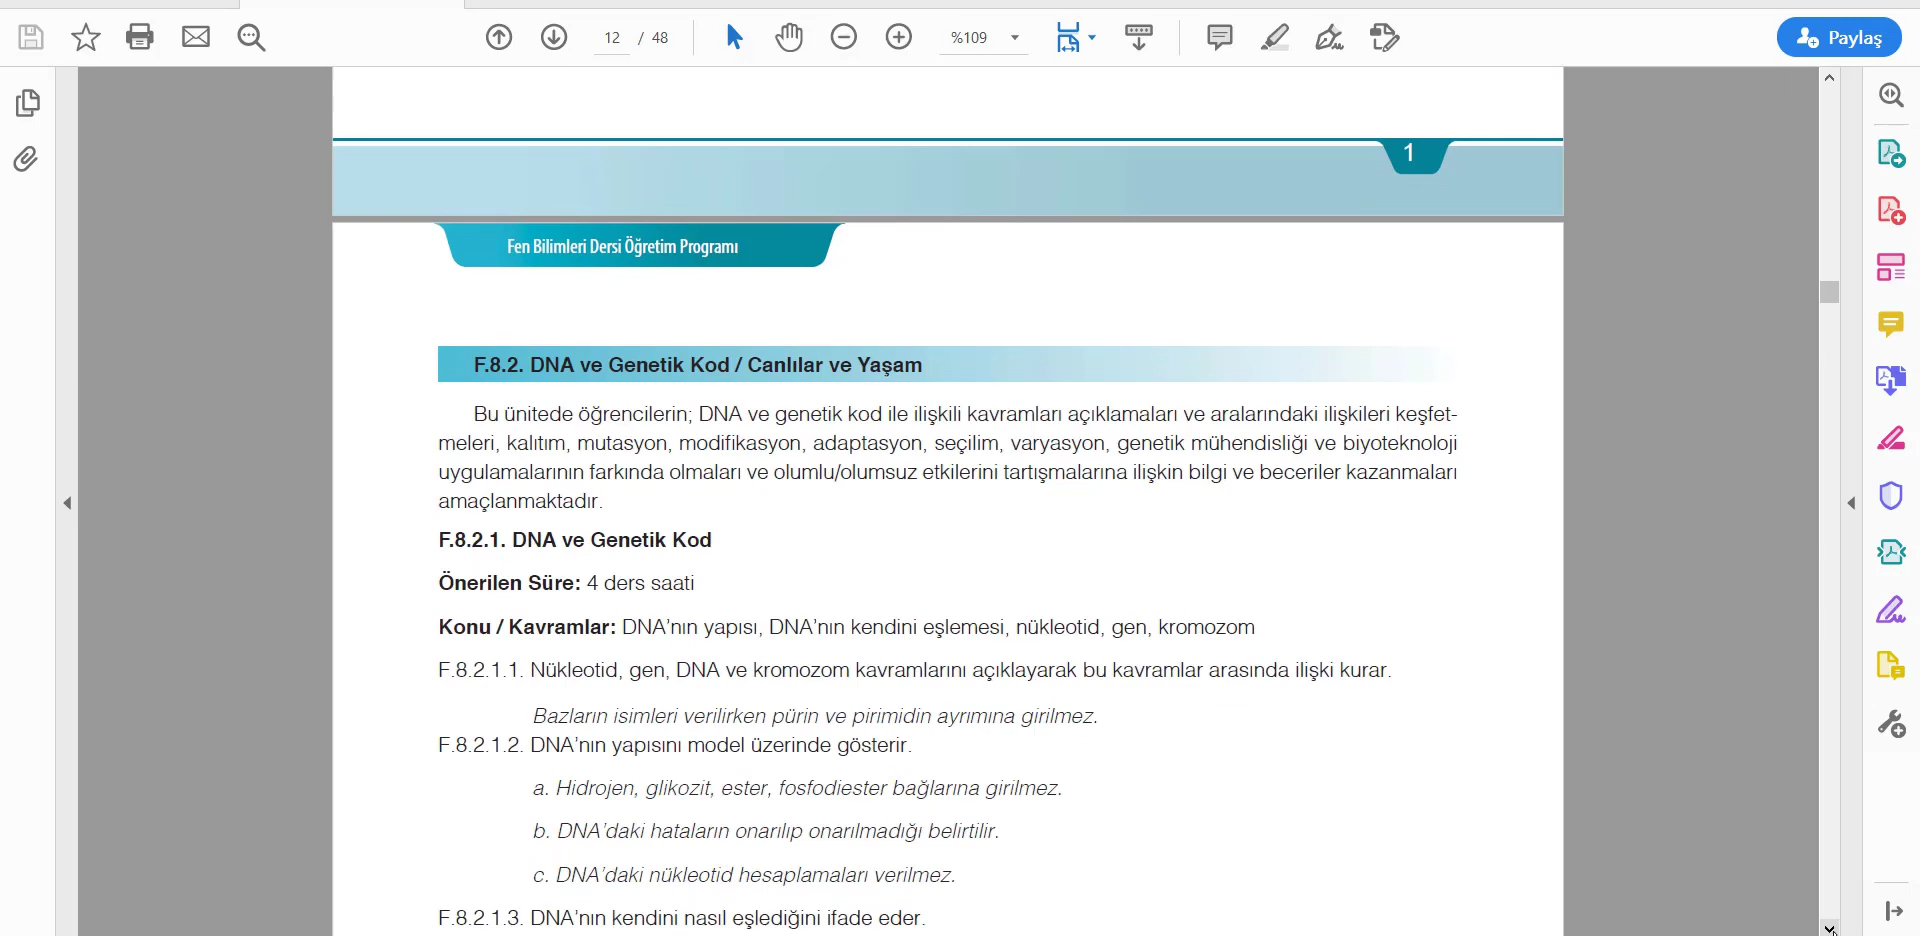 12 / 48
%109
Paylaş
1
Fen Bilimleri Dersi Öğretim Programı
F.8.2. DNA ve Genetik Kod / Canlılar ve Yaşam
Bu ünitede öğrencilerin; DNA ve genetik kod ile ilişkili kavramları açıklamaları ve aralarındaki ilişkileri keşfet-
meleri, kalıtım, mutasyon, modifikasyon, adaptasyon, seçilim, varyasyon, genetik mühendisliği ve biyoteknoloji
uygulamalarının farkında olmaları ve olumlu/olumsuz etkilerini tartışmalarına ilişkin bilgi ve beceriler kazanmaları
amaçlanmaktadır.
F.8.2.1. DNA ve Genetik Kod
Önerilen Süre: 4 ders saati
Konu / Kavramlar: DNA’nın yapısı, DNA’nın kendini eşlemesi, nükleotid, gen, kromozom
F.8.2.1.1. Nükleotid, gen, DNA ve kromozom kavramlarını açıklayarak bu kavramlar arasında ilişki kurar.
Bazların isimleri verilirken pürin ve pirimidin ayrımına girilmez.
F.8.2.1.2. DNA’nın yapısını model üzerinde gösterir.
a. Hidrojen, glikozit, ester, fosfodiester bağlarına girilmez.
b. DNA’daki hataların onarılıp onarılmadığı belirtilir.
c. DNA’daki nükleotid hesaplamaları verilmez.
F.8.2.1.3. DNA’nın kendini nasıl eşlediğini ifade eder.